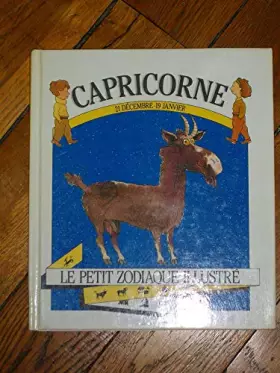 CAPRICORNE
21 DÉCEMBRE 19 JANVIER
LE PETIT ZODIAQUE ILLUSTRÉ